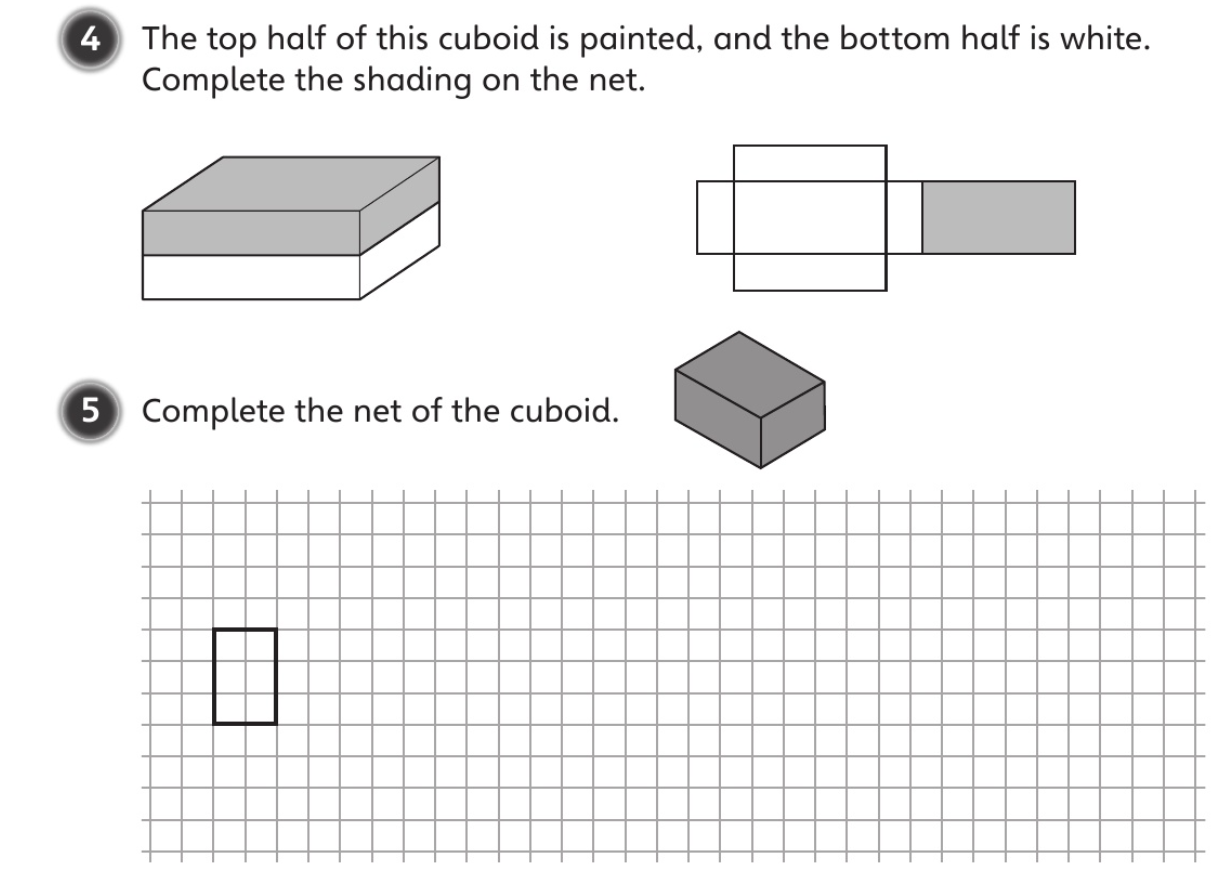 4 The top half of this cuboid is painted, and the bottom half is white.
Complete the shading on the net.
5 Complete the net of the cuboid.